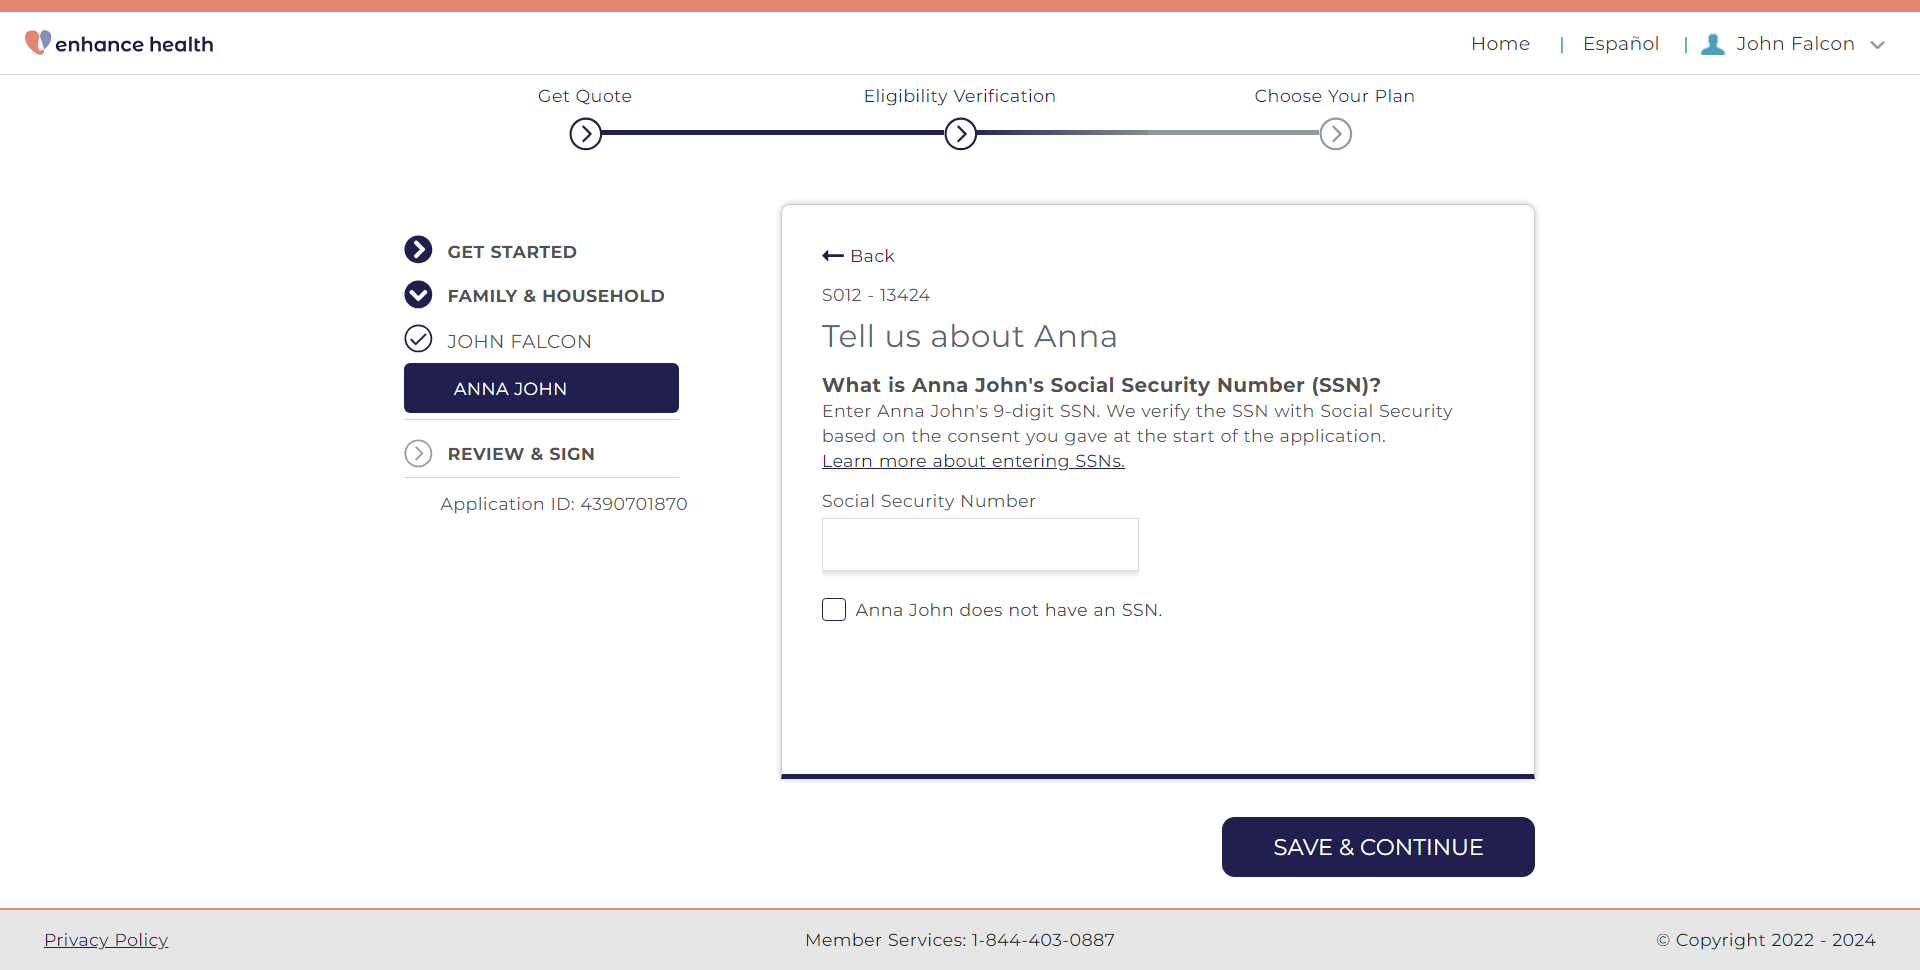 enhance health
Home | Español | John Falcon
Get Quote
Eligibility Verification
Choose Your Plan
GET STARTED
FAMILY & HOUSEHOLD
JOHN FALCON
ANNA JOHN
REVIEW & SIGN
Application ID: 4390701870
Back
S012 - 13424
Tell us about Anna
What is Anna John's Social Security Number (SSN)?
Enter Anna John's 9-digit SSN. We verify the SSN with Social Security
based on the consent you gave at the start of the application.
Learn more about entering SSNs.
Social Security Number
Anna John does not have an SSN.
SAVE & CONTINUE
Privacy Policy
Member Services: 1-844-403-0887
© Copyright 2022 - 2024